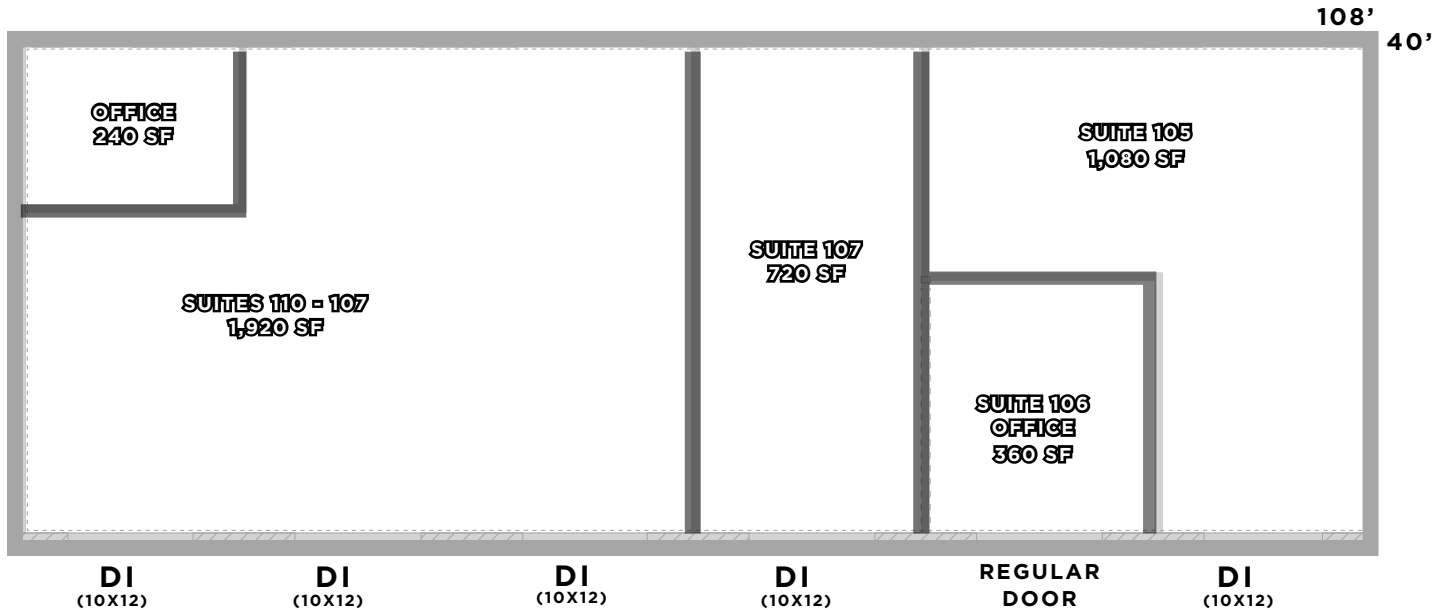 108’
40’
OFFICE
240 SF
SUITE 105
1,080 SF
SUITE 107
720 SF
SUITES 110 - 107
1,920 SF
SUITE 106
OFFICE
360 SF
DI
(10X12)
DI
(10X12)
DI
(10X12)
DI
(10X12)
REGULAR
DOOR
DI
(10X12)